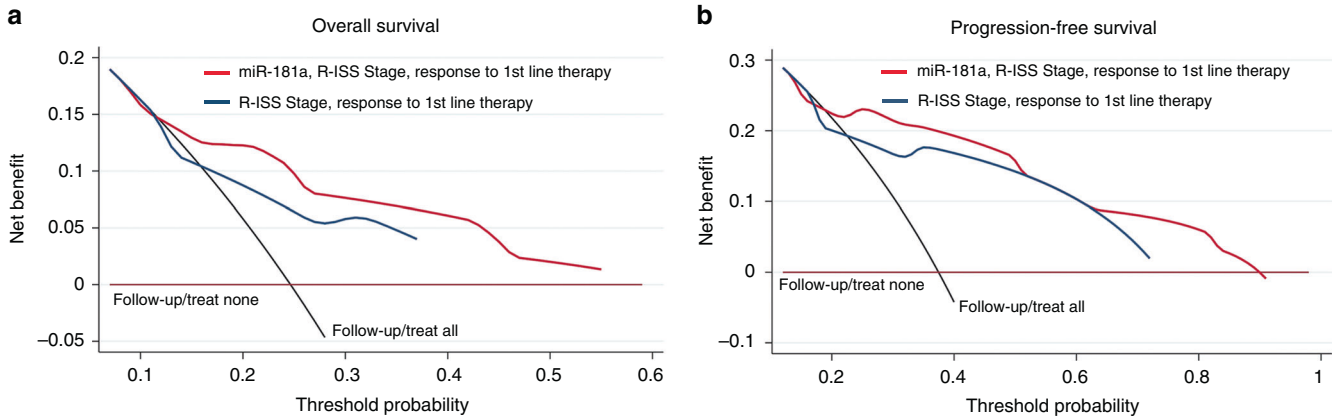 a
Overall survival
Net benefit
0.2
0.15
0.1
0.05
0
−0.05
miR-181a, R-ISS Stage, response to 1st line therapy
R-ISS Stage, response to 1st line therapy
Follow-up/treat none
Follow-up/treat all
0.1 0.2 0.3 0.4 0.5 0.6
Threshold probability
b
Progression-free survival
Net benefit
0.3
0.2
0.1
0
−0.1
miR-181a, R-ISS Stage, response to 1st line therapy
R-ISS Stage, response to 1st line therapy
Follow-up/treat none
Follow-up/treat all
0.2 0.4 0.6 0.8 1
Threshold probability